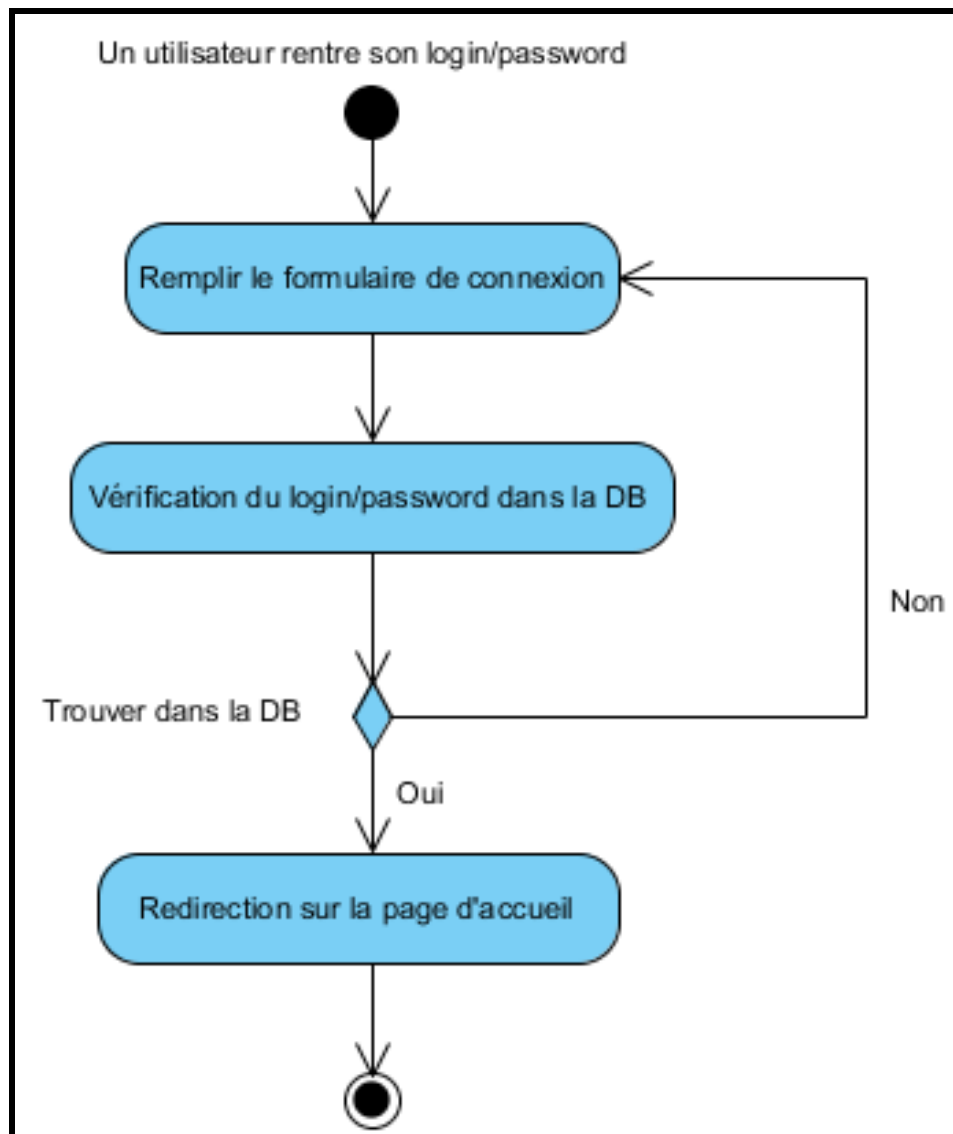 Un utilisateur rentre son login/password
Remplir le formulaire de connexion
Vérification du login/password dans la DB
Non
Trouver dans la DB
Oui
Redirection sur la page d'accueil